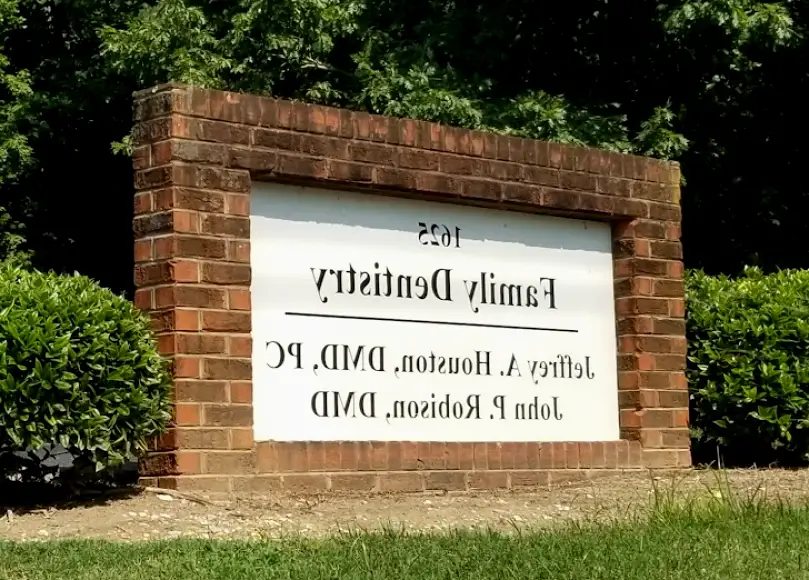 1625
Family Dentistry
Jeffrey A. Houston, DMD, PC
John P. Robison, DMD